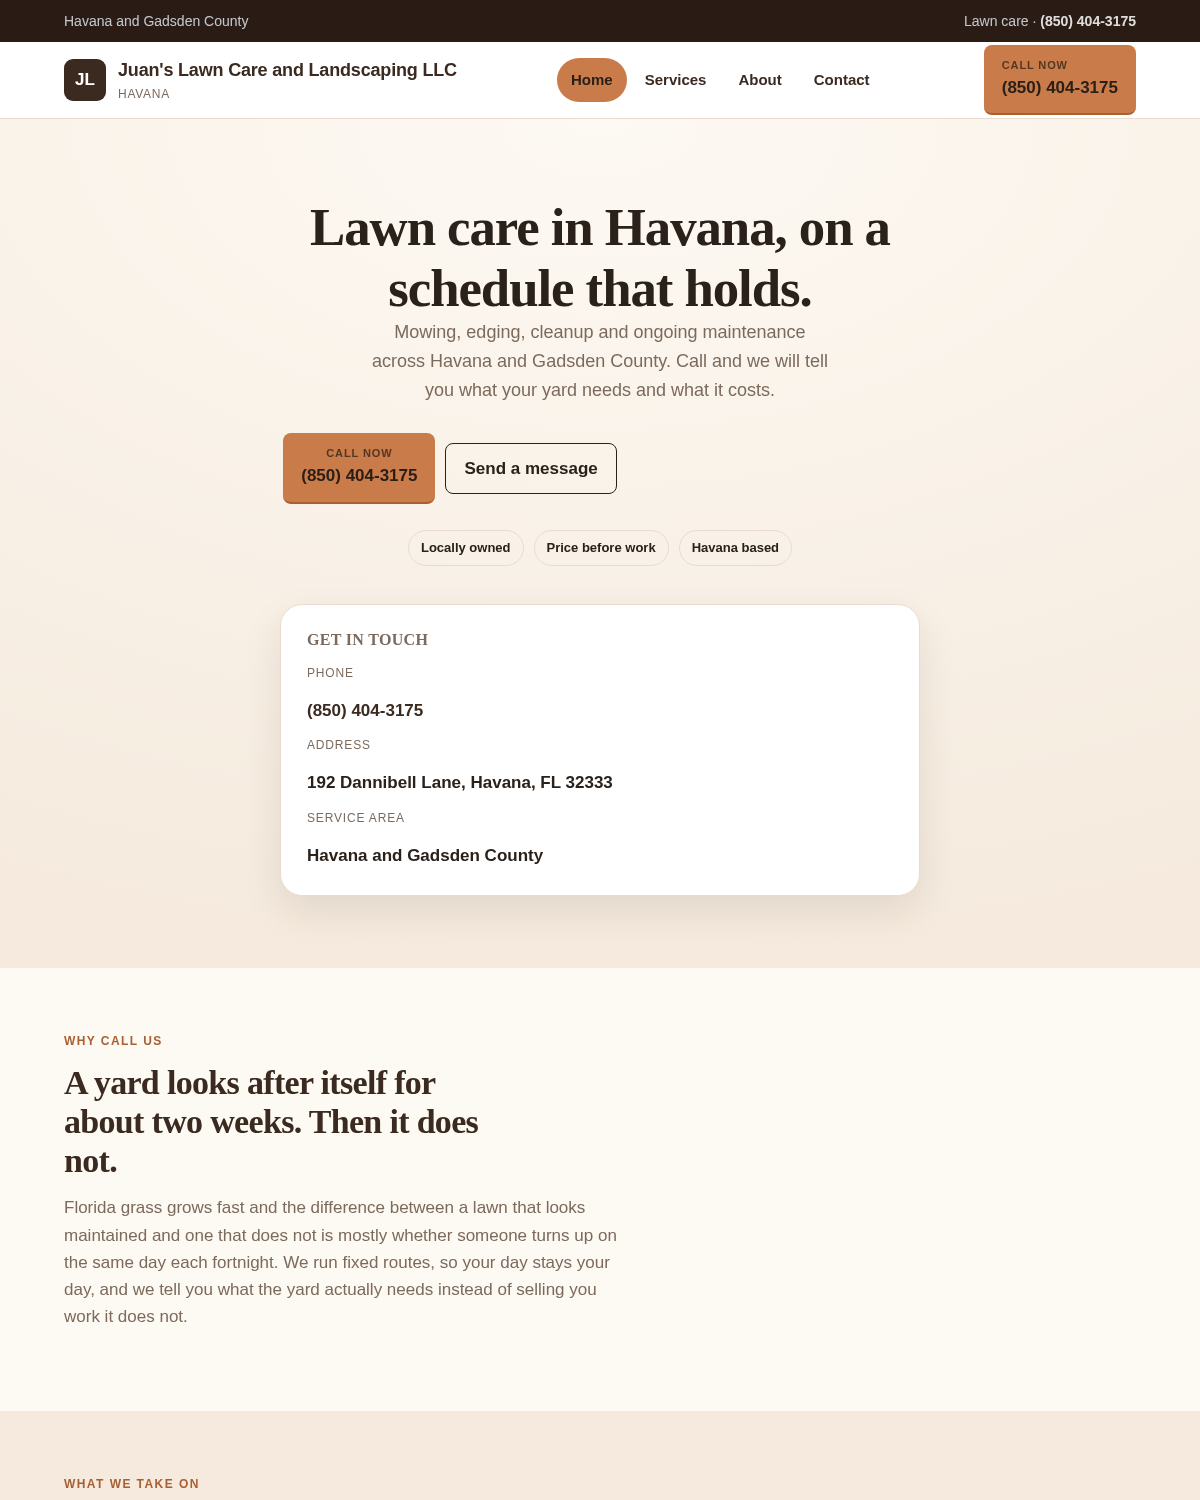 Havana and Gadsden County
Lawn care · (850) 404-3175
JL
Juan's Lawn Care and Landscaping LLC
HAVANA
Home
Services
About
Contact
CALL NOW
(850) 404-3175
Lawn care in Havana, on a
schedule that holds.
Mowing, edging, cleanup and ongoing maintenance
across Havana and Gadsden County. Call and we will tell
you what your yard needs and what it costs.
CALL NOW
(850) 404-3175
Send a message
Locally owned
Price before work
Havana based
GET IN TOUCH
PHONE
(850) 404-3175
ADDRESS
192 Dannibell Lane, Havana, FL 32333
SERVICE AREA
Havana and Gadsden County
WHY CALL US
A yard looks after itself for
about two weeks. Then it does
not.
Florida grass grows fast and the difference between a lawn that looks
maintained and one that does not is mostly whether someone turns up on
the same day each fortnight. We run fixed routes, so your day stays your
day, and we tell you what the yard actually needs instead of selling you
work it does not.
WHAT WE TAKE ON